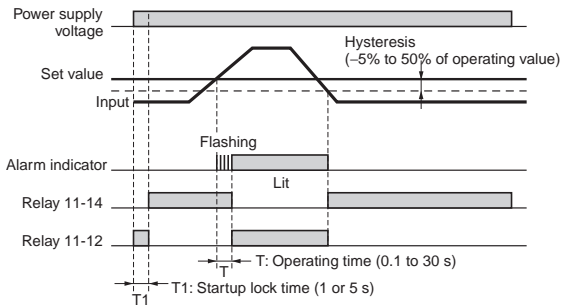 Power supply
voltage
Hysteresis
(−5% to 50% of operating value)
Set value
Input
Flashing
Alarm indicator
Lit
Relay 11-14
Relay 11-12
T
T: Operating time (0.1 to 30 s)
T1
T1: Startup lock time (1 or 5 s)